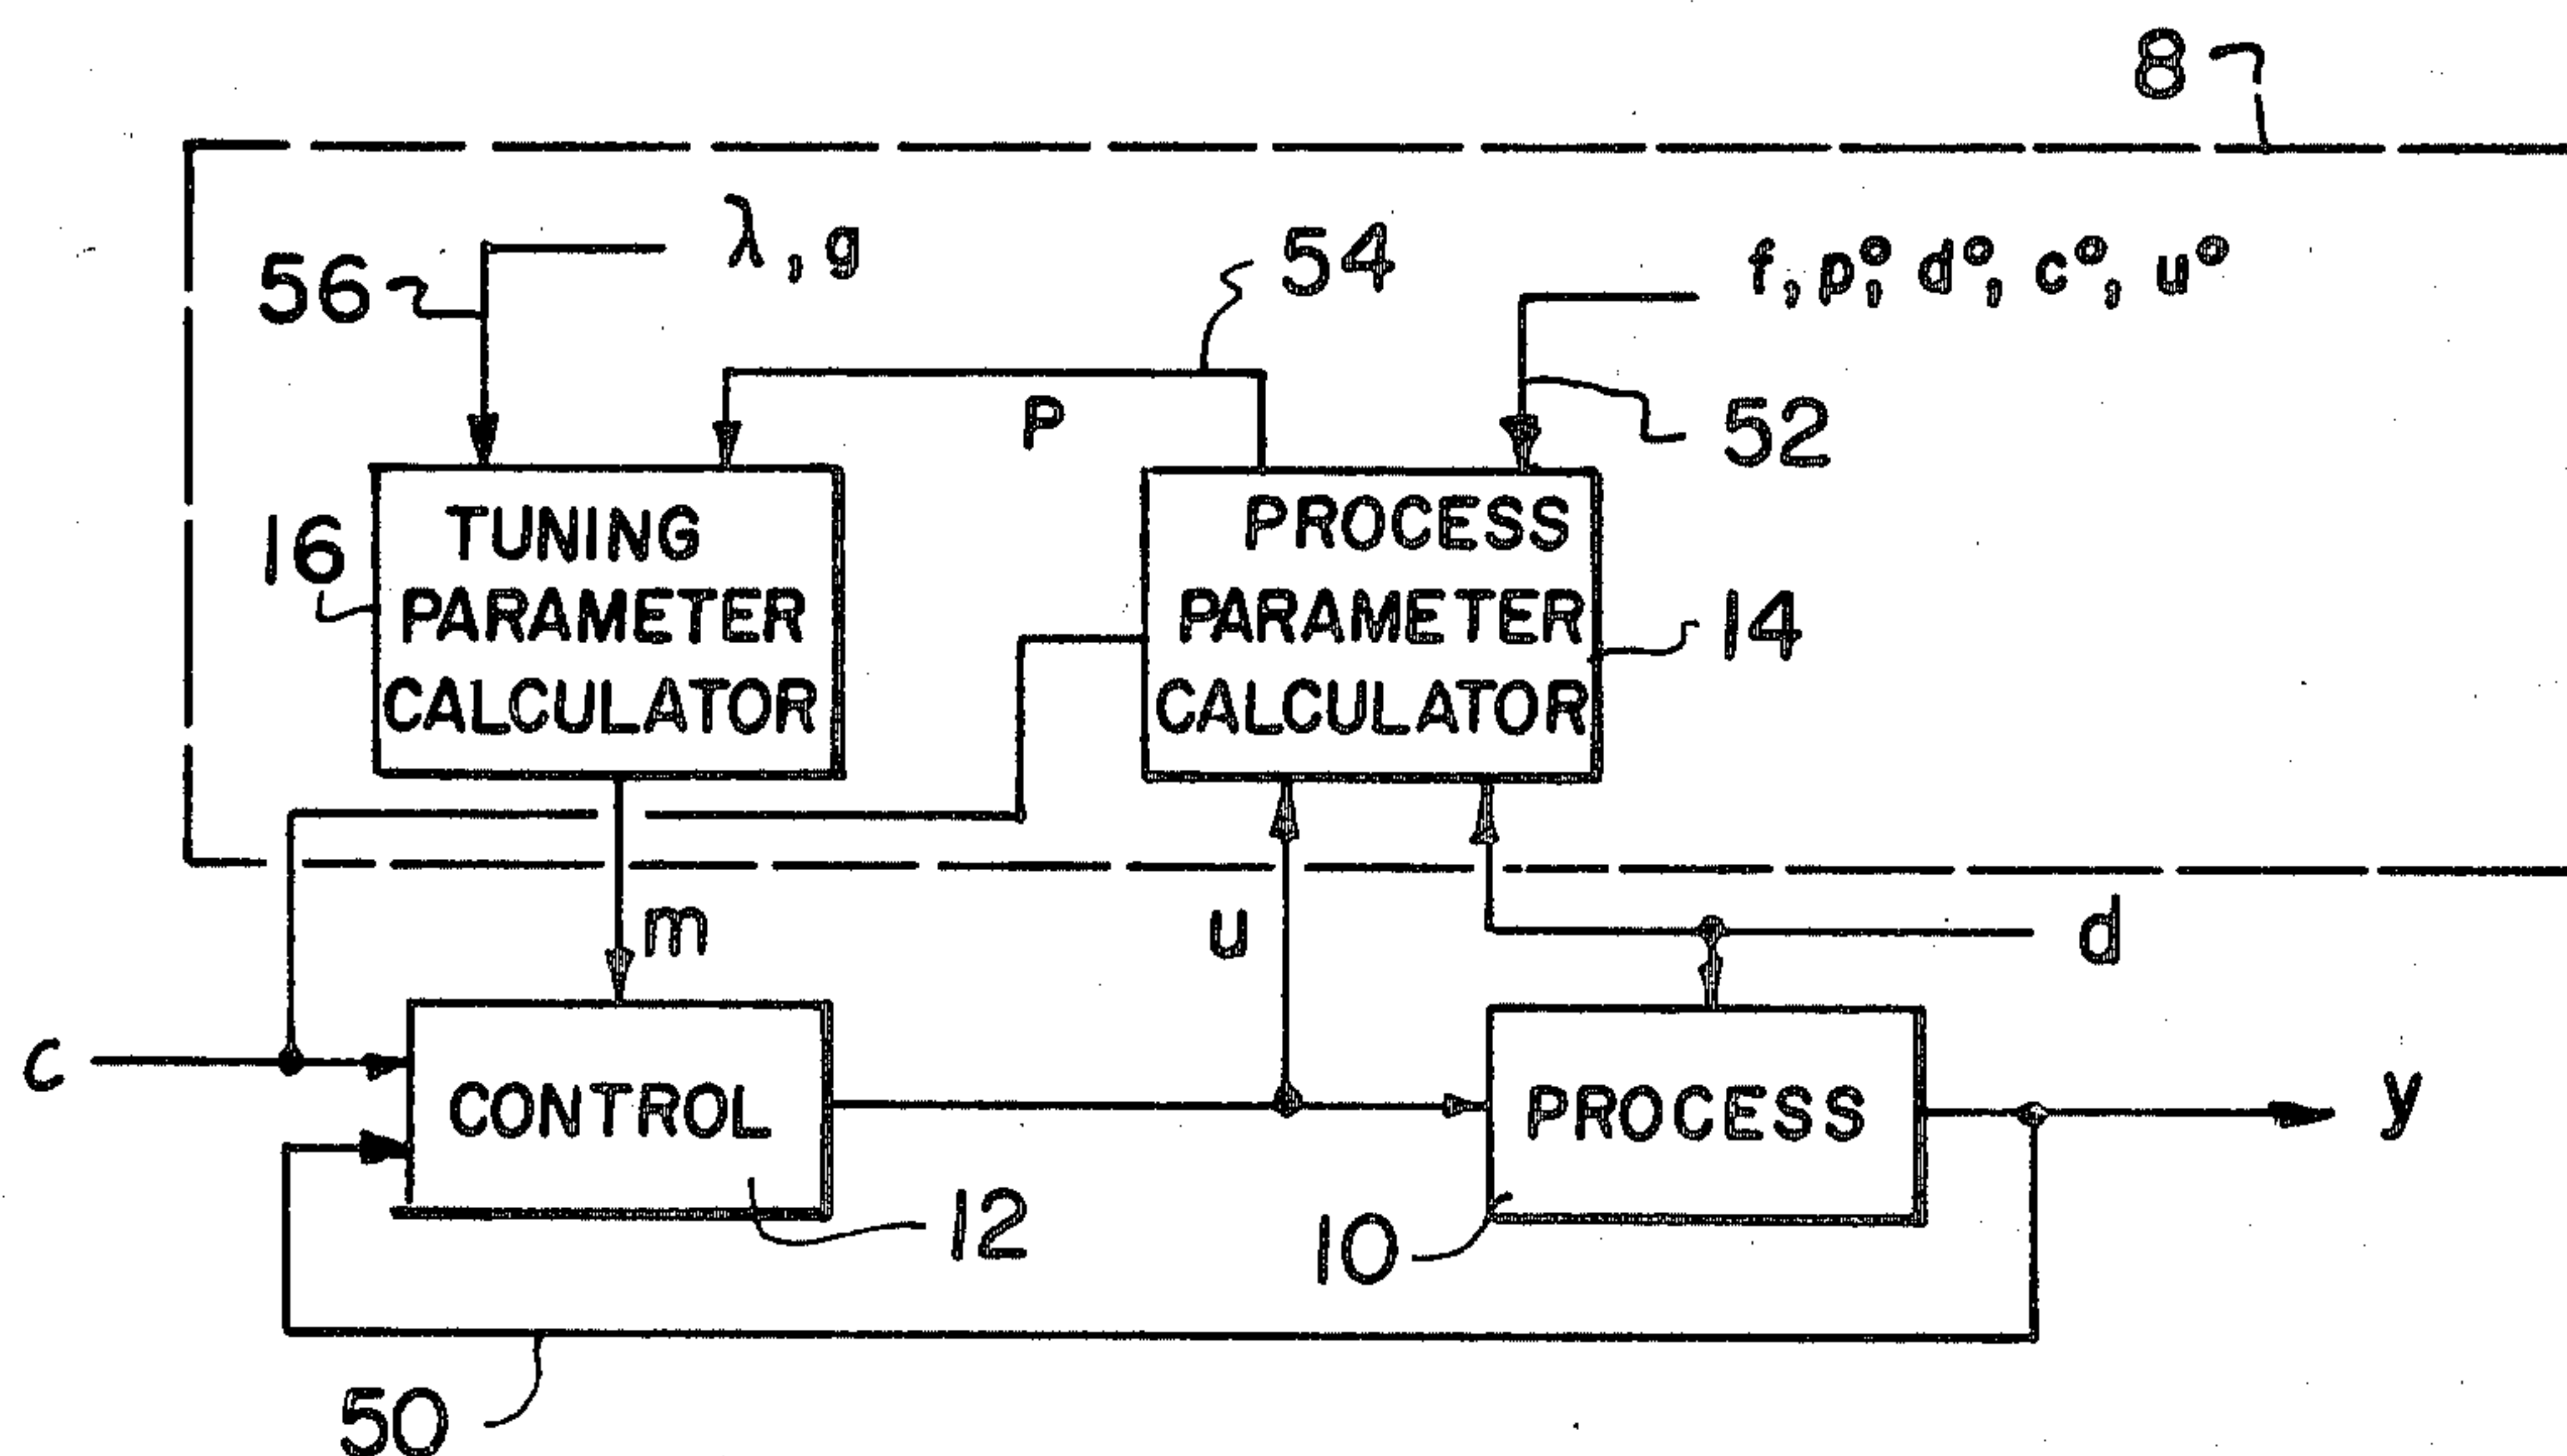 8
λ, g
f, p°, d°, c°, u°
56
54
52
P
TUNING
PARAMETER
CALCULATOR
16
PROCESS
PARAMETER
CALCULATOR
14
m
u
d
c
CONTROL
PROCESS
y
12
10
50